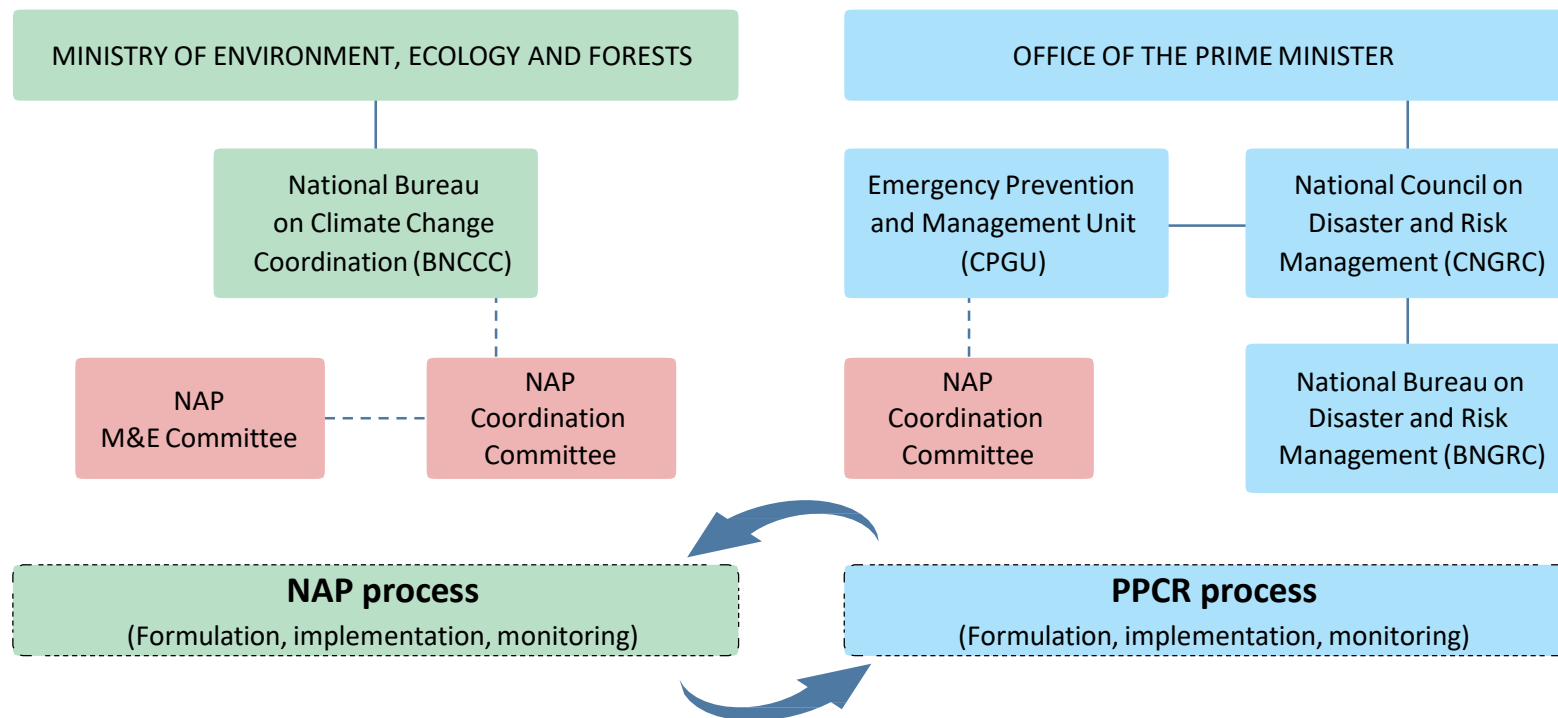 MINISTRY OF ENVIRONMENT, ECOLOGY AND FORESTS
OFFICE OF THE PRIME MINISTER
National Bureau
on Climate Change
Coordination (BNCCC)
Emergency Prevention
and Management Unit
(CPGU)
National Council on
Disaster and Risk
Management (CNGRC)
NAP
M&E Committee
NAP
Coordination
Committee
NAP
Coordination
Committee
National Bureau on
Disaster and Risk
Management (BNGRC)
NAP process
(Formulation, implementation, monitoring)
PPCR process
(Formulation, implementation, monitoring)